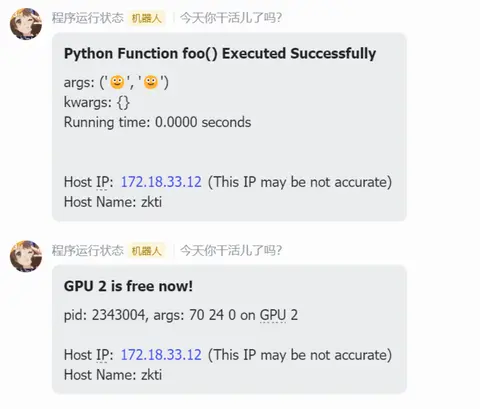 程序运行状态 机器人 今天你干活儿了吗?
Python Function foo() Executed Successfully
args: ('🙂', '🙂')
kwargs: {}
Running time: 0.0000 seconds
Host IP: 172.18.33.12 (This IP may be not accurate)
Host Name: zkti
程序运行状态 机器人 今天你干活儿了吗?
GPU 2 is free now!
pid: 2343004, args: 70 24 0 on GPU 2
Host IP: 172.18.33.12 (This IP may be not accurate)
Host Name: zkti